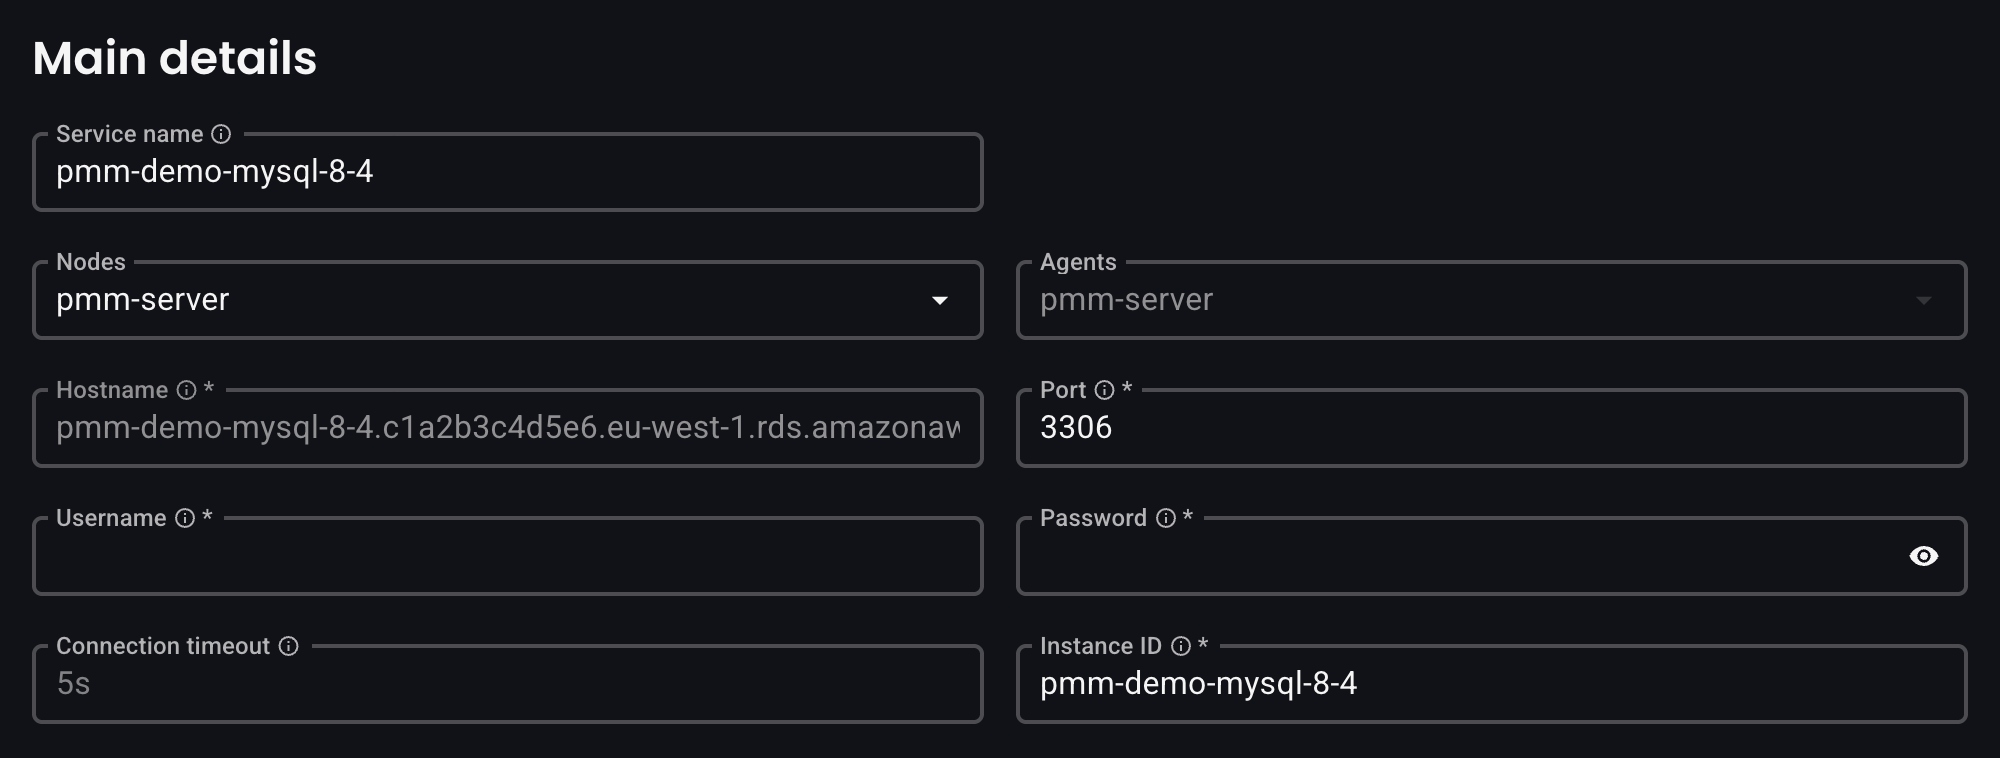 Main details
Service name
pmm-demo-mysql-8-4
Nodes
pmm-server
Agents
pmm-server
Hostname *
pmm-demo-mysql-8-4.c1a2b3c4d5e6.eu-west-1.rds.amazonaw
Port *
3306
Username *
Password *
Connection timeout
5s
Instance ID *
pmm-demo-mysql-8-4